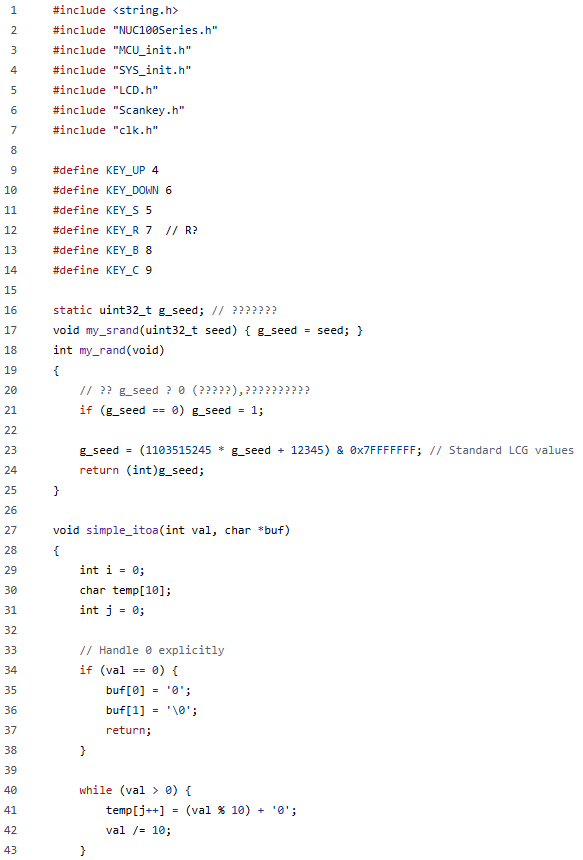 1 #include <string.h>
2 #include "NUC100Series.h"
3 #include "MCU_init.h"
4 #include "SYS_init.h"
5 #include "LCD.h"
6 #include "Scankey.h"
7 #include "clk.h"
8
9 #define KEY_UP 4
10 #define KEY_DOWN 6
11 #define KEY_S 5
12 #define KEY_R 7  // R?
13 #define KEY_B 8
14 #define KEY_C 9
15
16 static uint32_t g_seed; // ???????
17 void my_srand(uint32_t seed) { g_seed = seed; }
18 int my_rand(void)
19 {
20     // ?? g_seed ? 0 (?????),??????????
21     if (g_seed == 0) g_seed = 1;
22
23     g_seed = (1103515245 * g_seed + 12345) & 0x7FFFFFFF; // Standard LCG values
24     return (int)g_seed;
25 }
26
27 void simple_itoa(int val, char *buf)
28 {
29     int i = 0;
30     char temp[10];
31     int j = 0;
32
33     // Handle 0 explicitly
34     if (val == 0) {
35         buf[0] = '0';
36         buf[1] = '\0';
37         return;
38     }
39
40     while (val > 0) {
41         temp[j++] = (val % 10) + '0';
42         val /= 10;
43     }